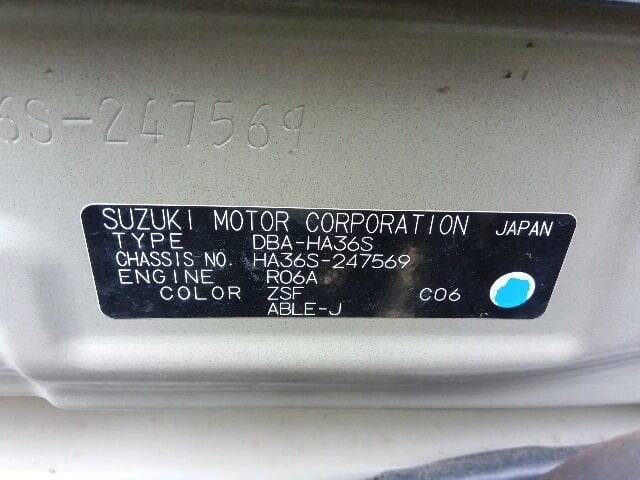 6S-247569
SUZUKI MOTOR CORPORATION JAPAN
TYPE DBA-HA36S
CHASSIS NO. HA36S-247569
ENGINE R06A
COLOR ZSF C06
ABLE-J